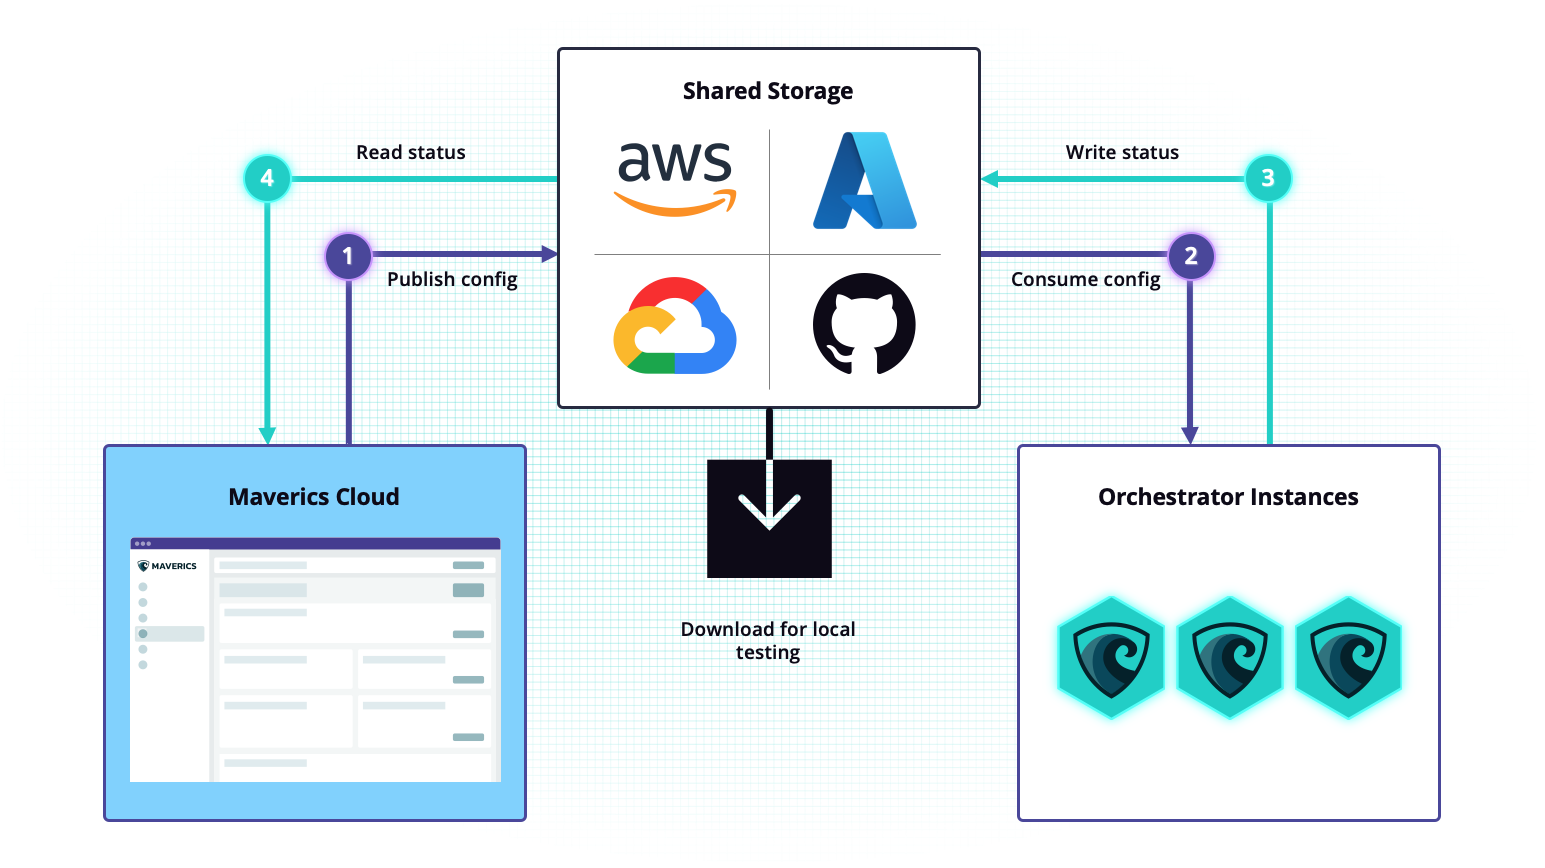 Shared Storage
aws
Read status
4
Write status
3
1
Publish config
Consume config
2
Maverics Cloud
MAVERICS
Download for local
testing
Orchestrator Instances